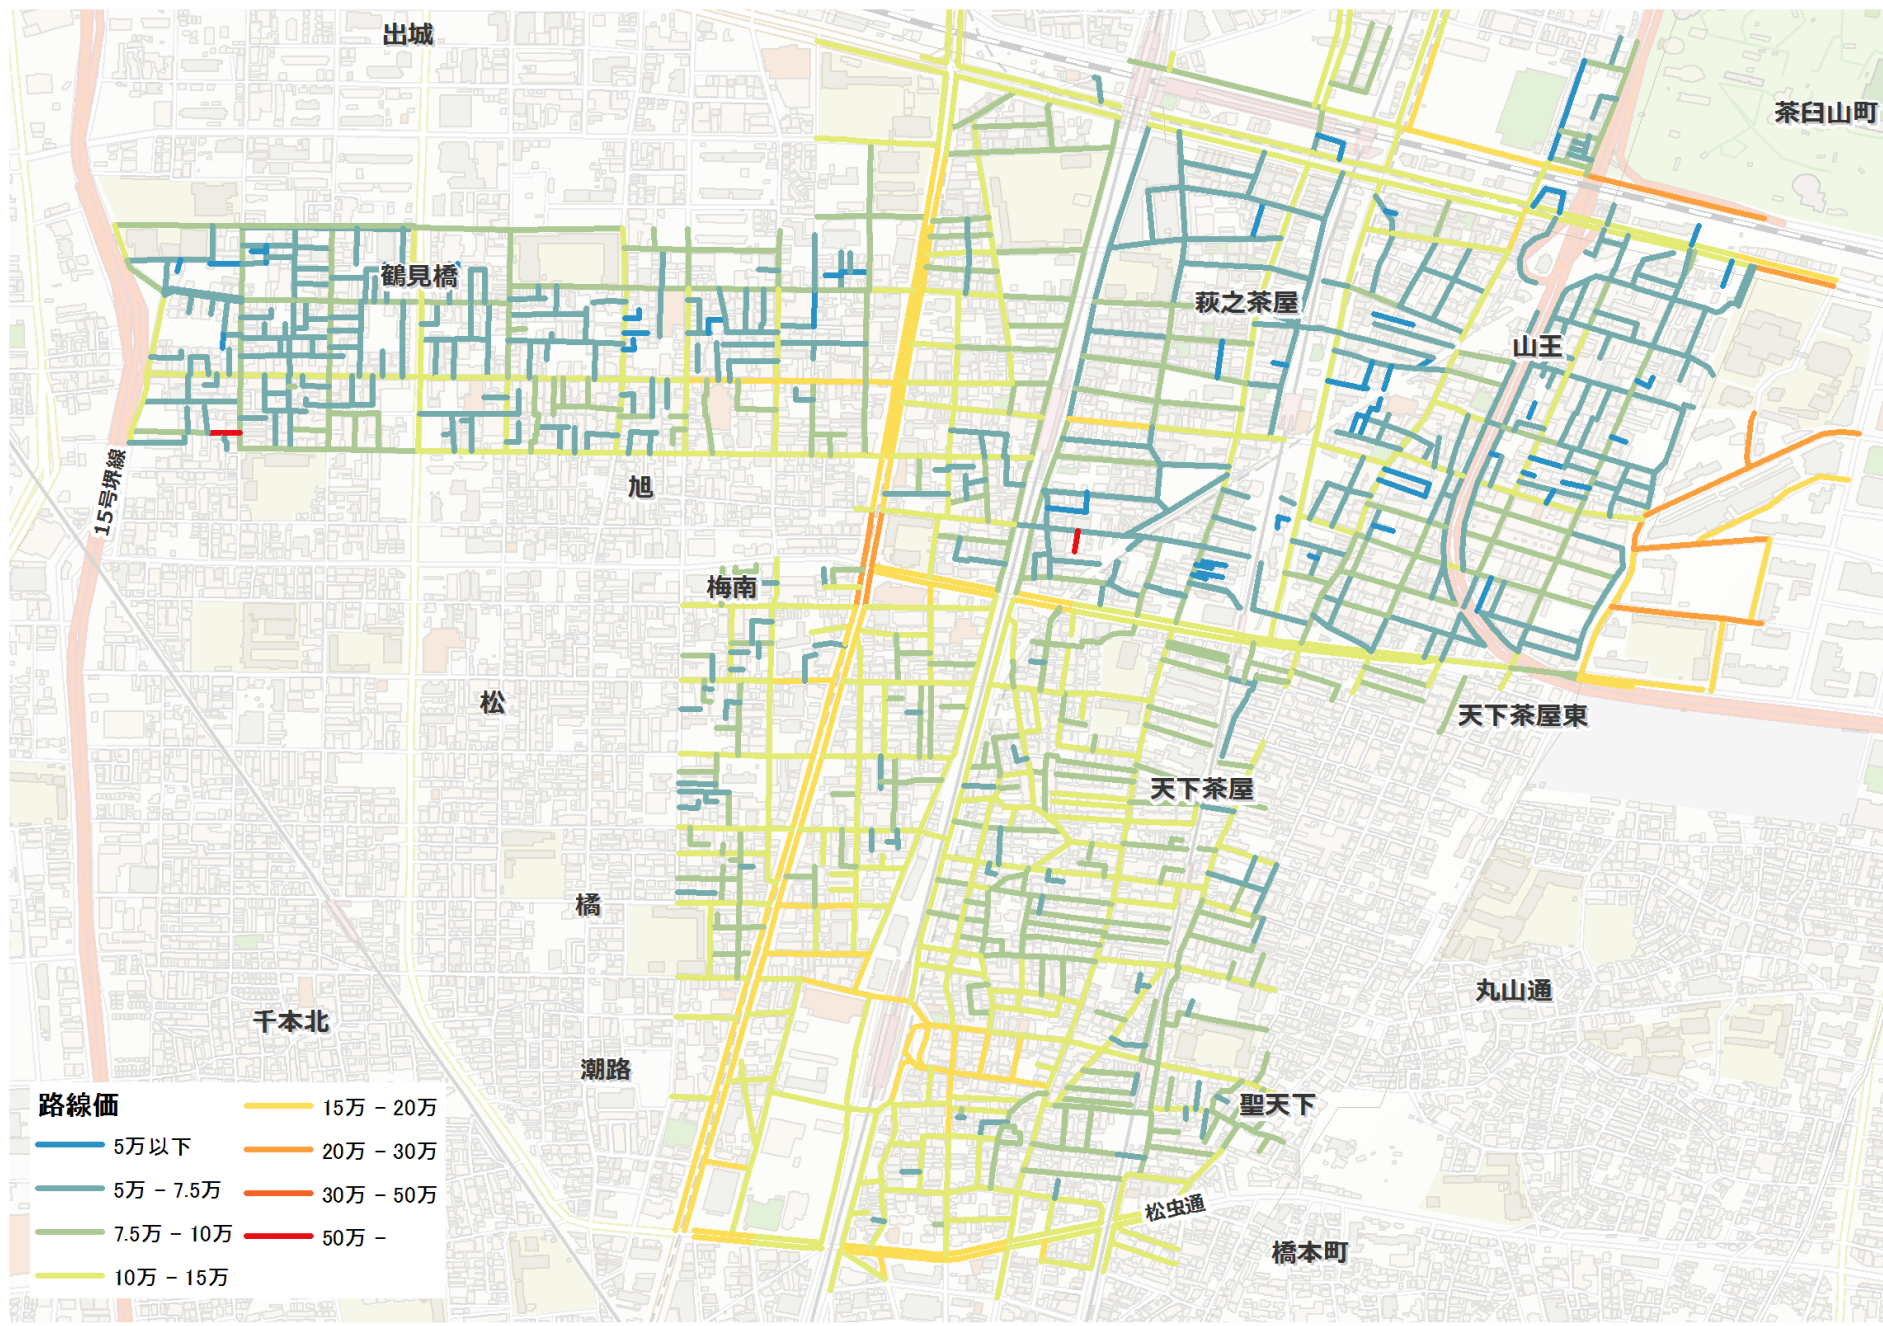 出城
茶臼山町
鶴見橋
萩之茶屋
山王
15号堺線
旭
梅南
松
天下茶屋東
天下茶屋
橘
丸山通
千本北
潮路
聖天下
松虫通
橋本町
路線価
5万以下
5万 - 7.5万
7.5万 - 10万
10万 - 15万
15万 - 20万
20万 - 30万
30万 - 50万
50万 -